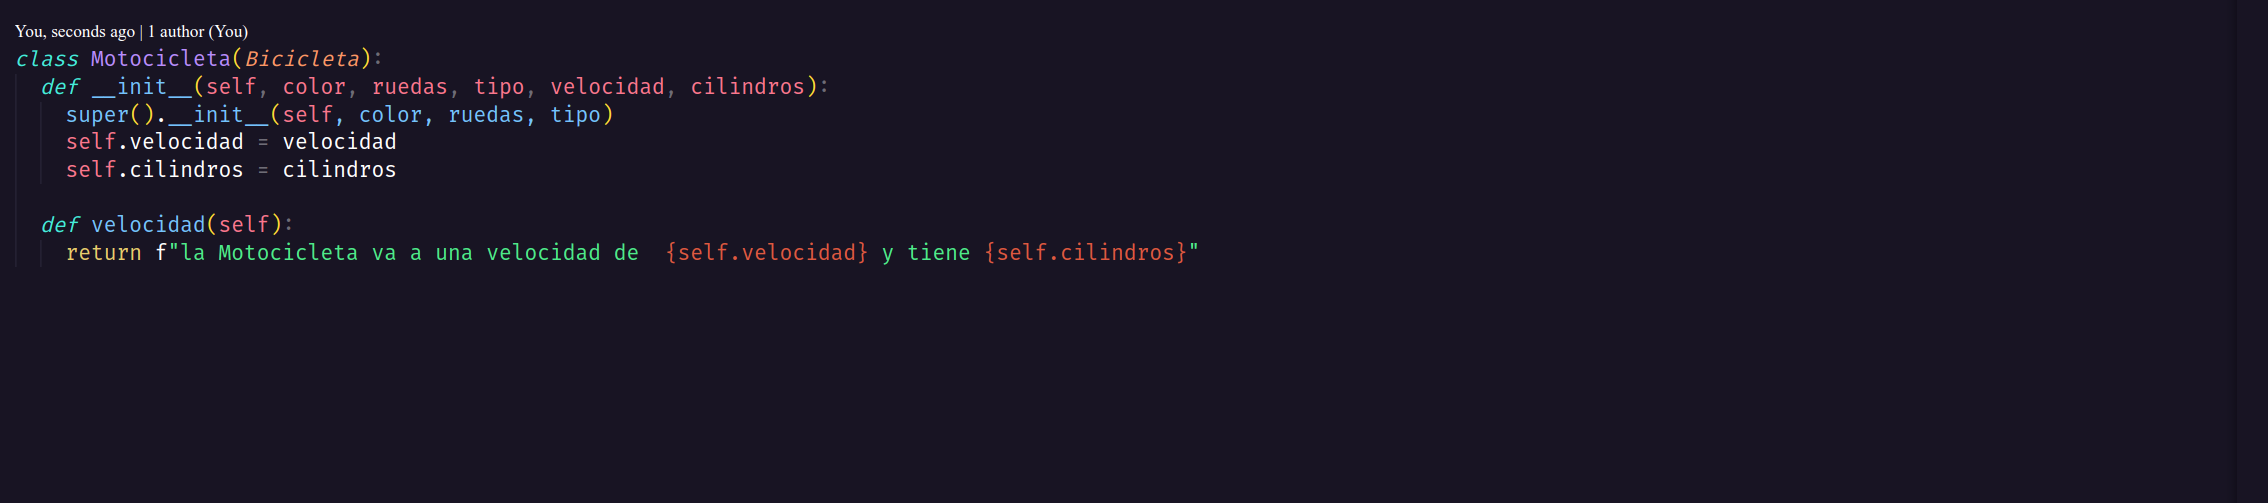 You, seconds ago | 1 author (You)
class Motocicleta(Bicicleta):
  def __init__(self, color, ruedas, tipo, velocidad, cilindros):
    super().__init__(self, color, ruedas, tipo)
    self.velocidad = velocidad
    self.cilindros = cilindros

  def velocidad(self):
    return f"la Motocicleta va a una velocidad de  {self.velocidad} y tiene {self.cilindros}"